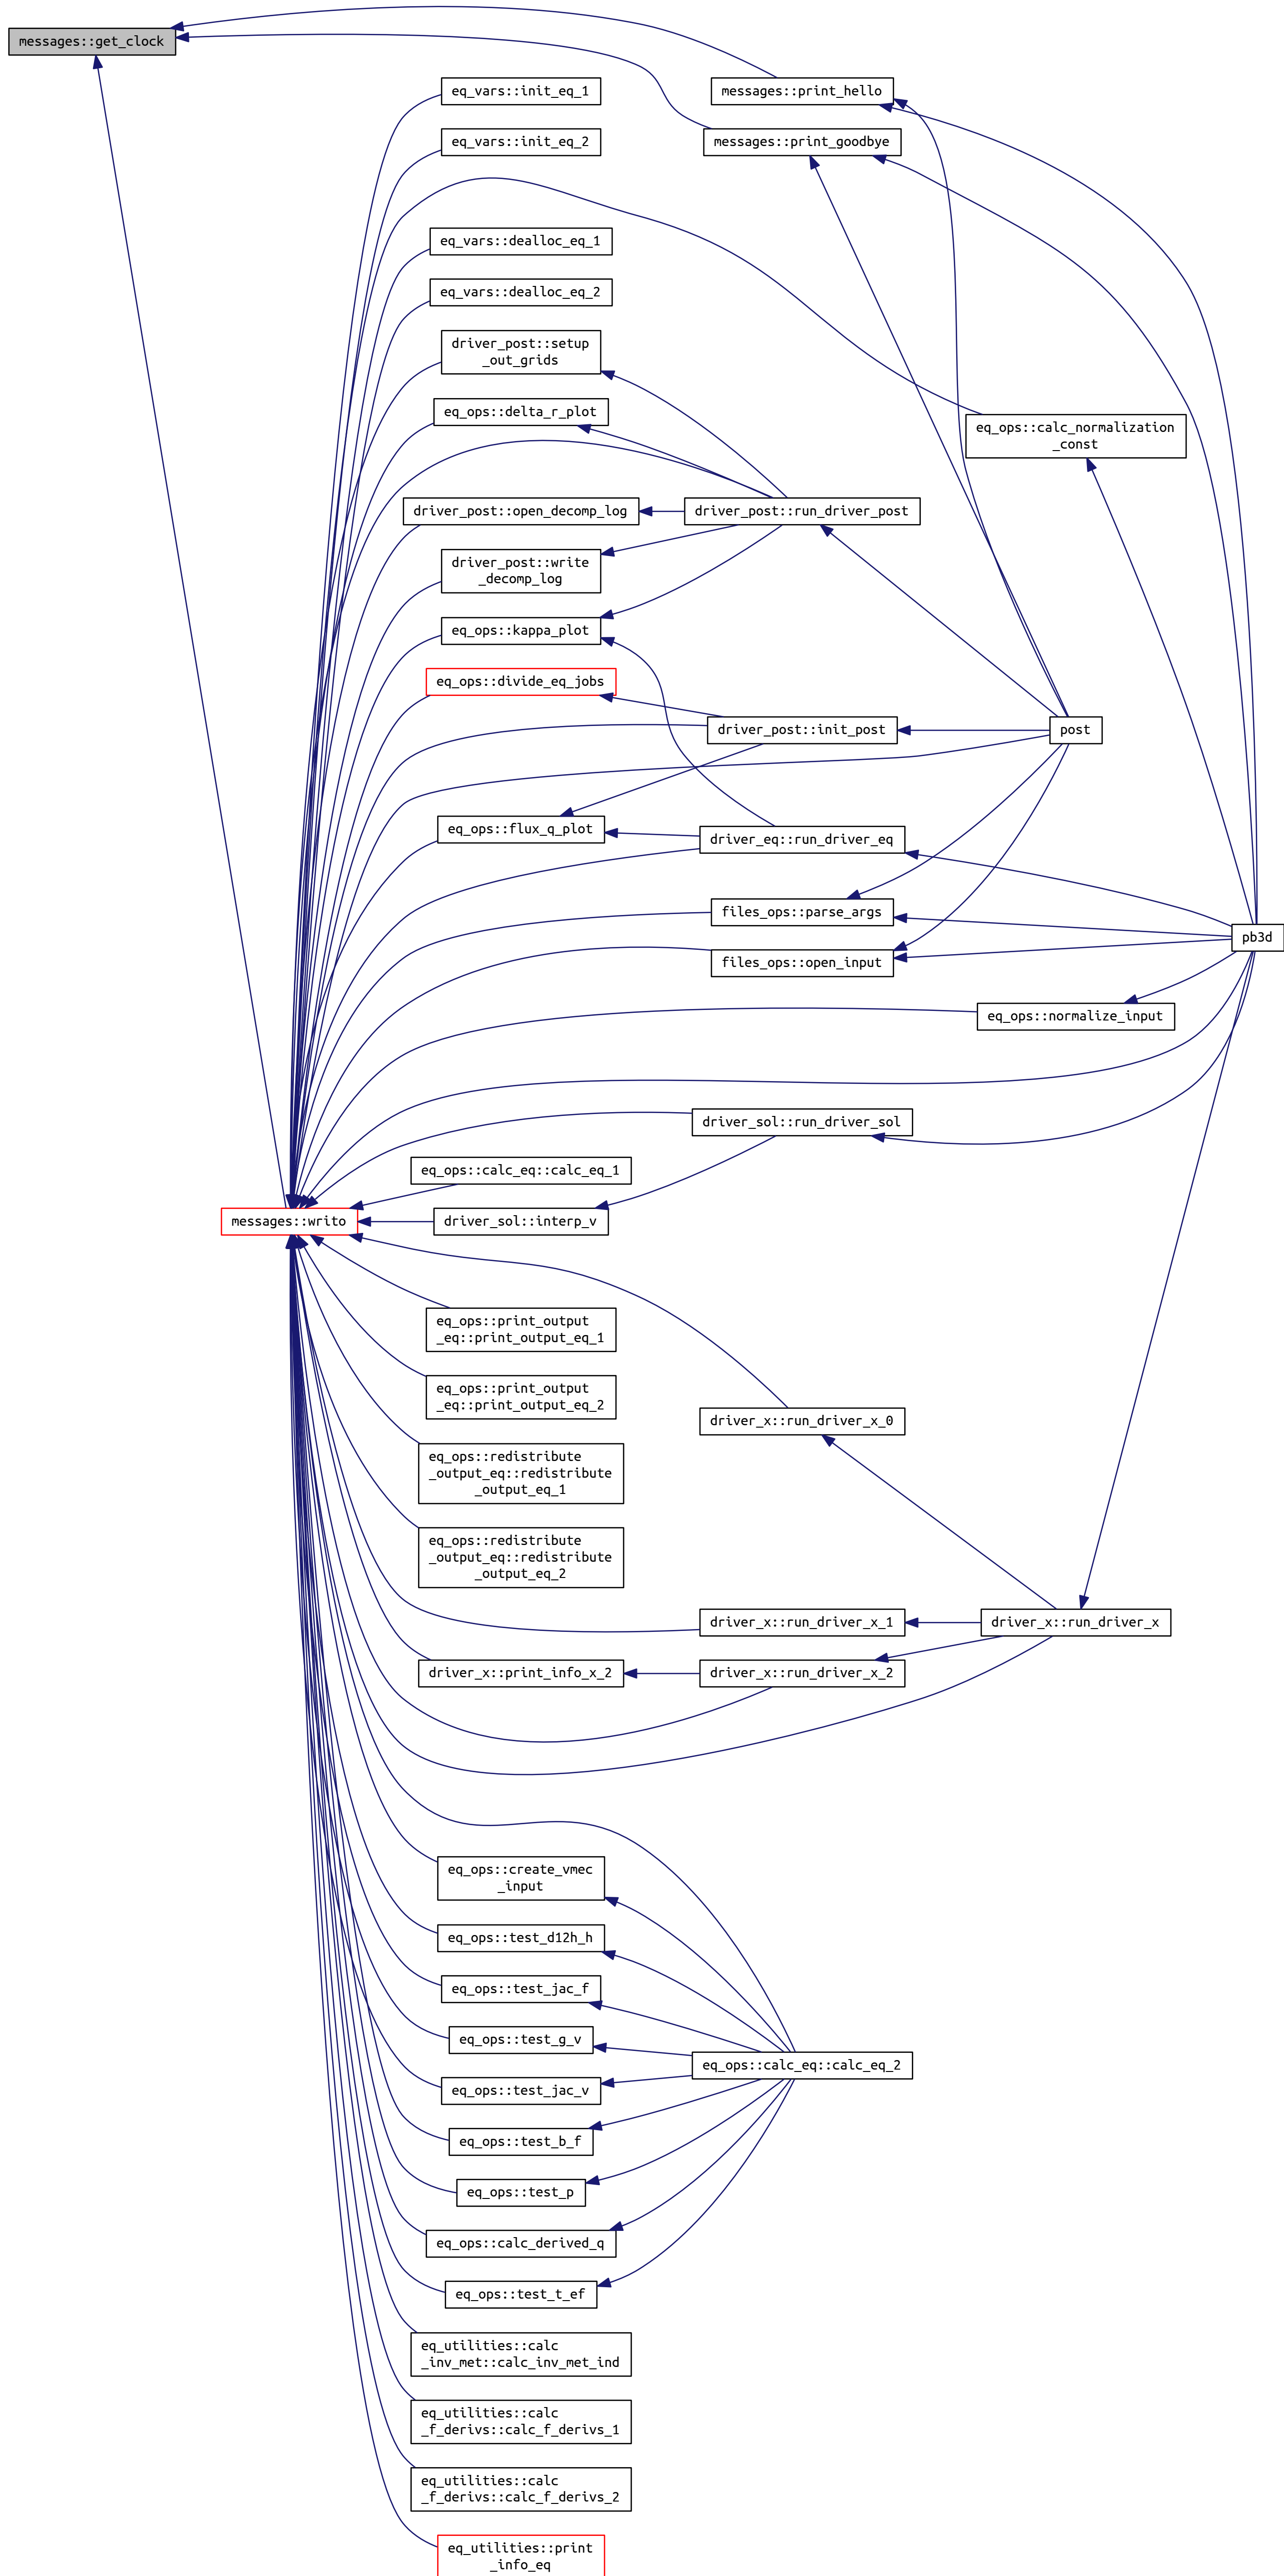 messages::get_clock
eq_vars::init_eq_1
messages::print_hello
eq_vars::init_eq_2
messages::print_goodbye
eq_vars::dealloc_eq_1
eq_vars::dealloc_eq_2
driver_post::setup
_out_grids
eq_ops::delta_r_plot
eq_ops::calc_normalization
_const
driver_post::open_decomp_log
driver_post::run_driver_post
driver_post::write
_decomp_log
eq_ops::kappa_plot
eq_ops::divide_eq_jobs
driver_post::init_post
post
eq_ops::flux_q_plot
driver_eq::run_driver_eq
files_ops::parse_args
pb3d
files_ops::open_input
eq_ops::normalize_input
driver_sol::run_driver_sol
eq_ops::calc_eq::calc_eq_1
messages::writo
driver_sol::interp_v
eq_ops::print_output
_eq::print_output_eq_1
eq_ops::print_output
_eq::print_output_eq_2
driver_x::run_driver_x_0
eq_ops::redistribute
_output_eq::redistribute
_output_eq_1
eq_ops::redistribute
_output_eq::redistribute
_output_eq_2
driver_x::run_driver_x_1
driver_x::run_driver_x
driver_x::print_info_x_2
driver_x::run_driver_x_2
eq_ops::create_vmec
_input
eq_ops::test_d12h_h
eq_ops::test_jac_f
eq_ops::test_g_v
eq_ops::calc_eq::calc_eq_2
eq_ops::test_jac_v
eq_ops::test_b_f
eq_ops::test_p
eq_ops::calc_derived_q
eq_ops::test_t_ef
eq_utilities::calc
_inv_met::calc_inv_met_ind
eq_utilities::calc
_f_derivs::calc_f_derivs_1
eq_utilities::calc
_f_derivs::calc_f_derivs_2
eq_utilities::print
_info_eq